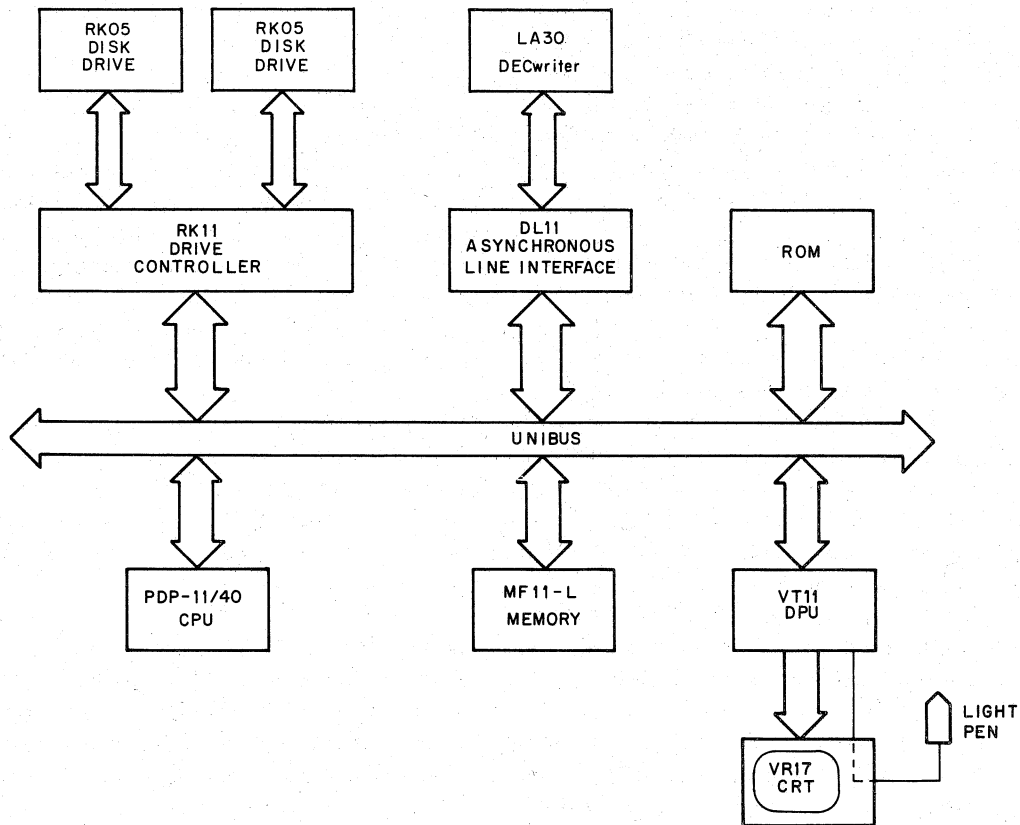 RK05
DISK
DRIVE
RK05
DISK
DRIVE
LA30
DECwriter
RK11
DRIVE
CONTROLLER
DL11
ASYNCHRONOUS
LINE INTERFACE
ROM
UNIBUS
PDP-11/40
CPU
MF11-L
MEMORY
VT11
DPU
LIGHT
PEN
VR17
CRT